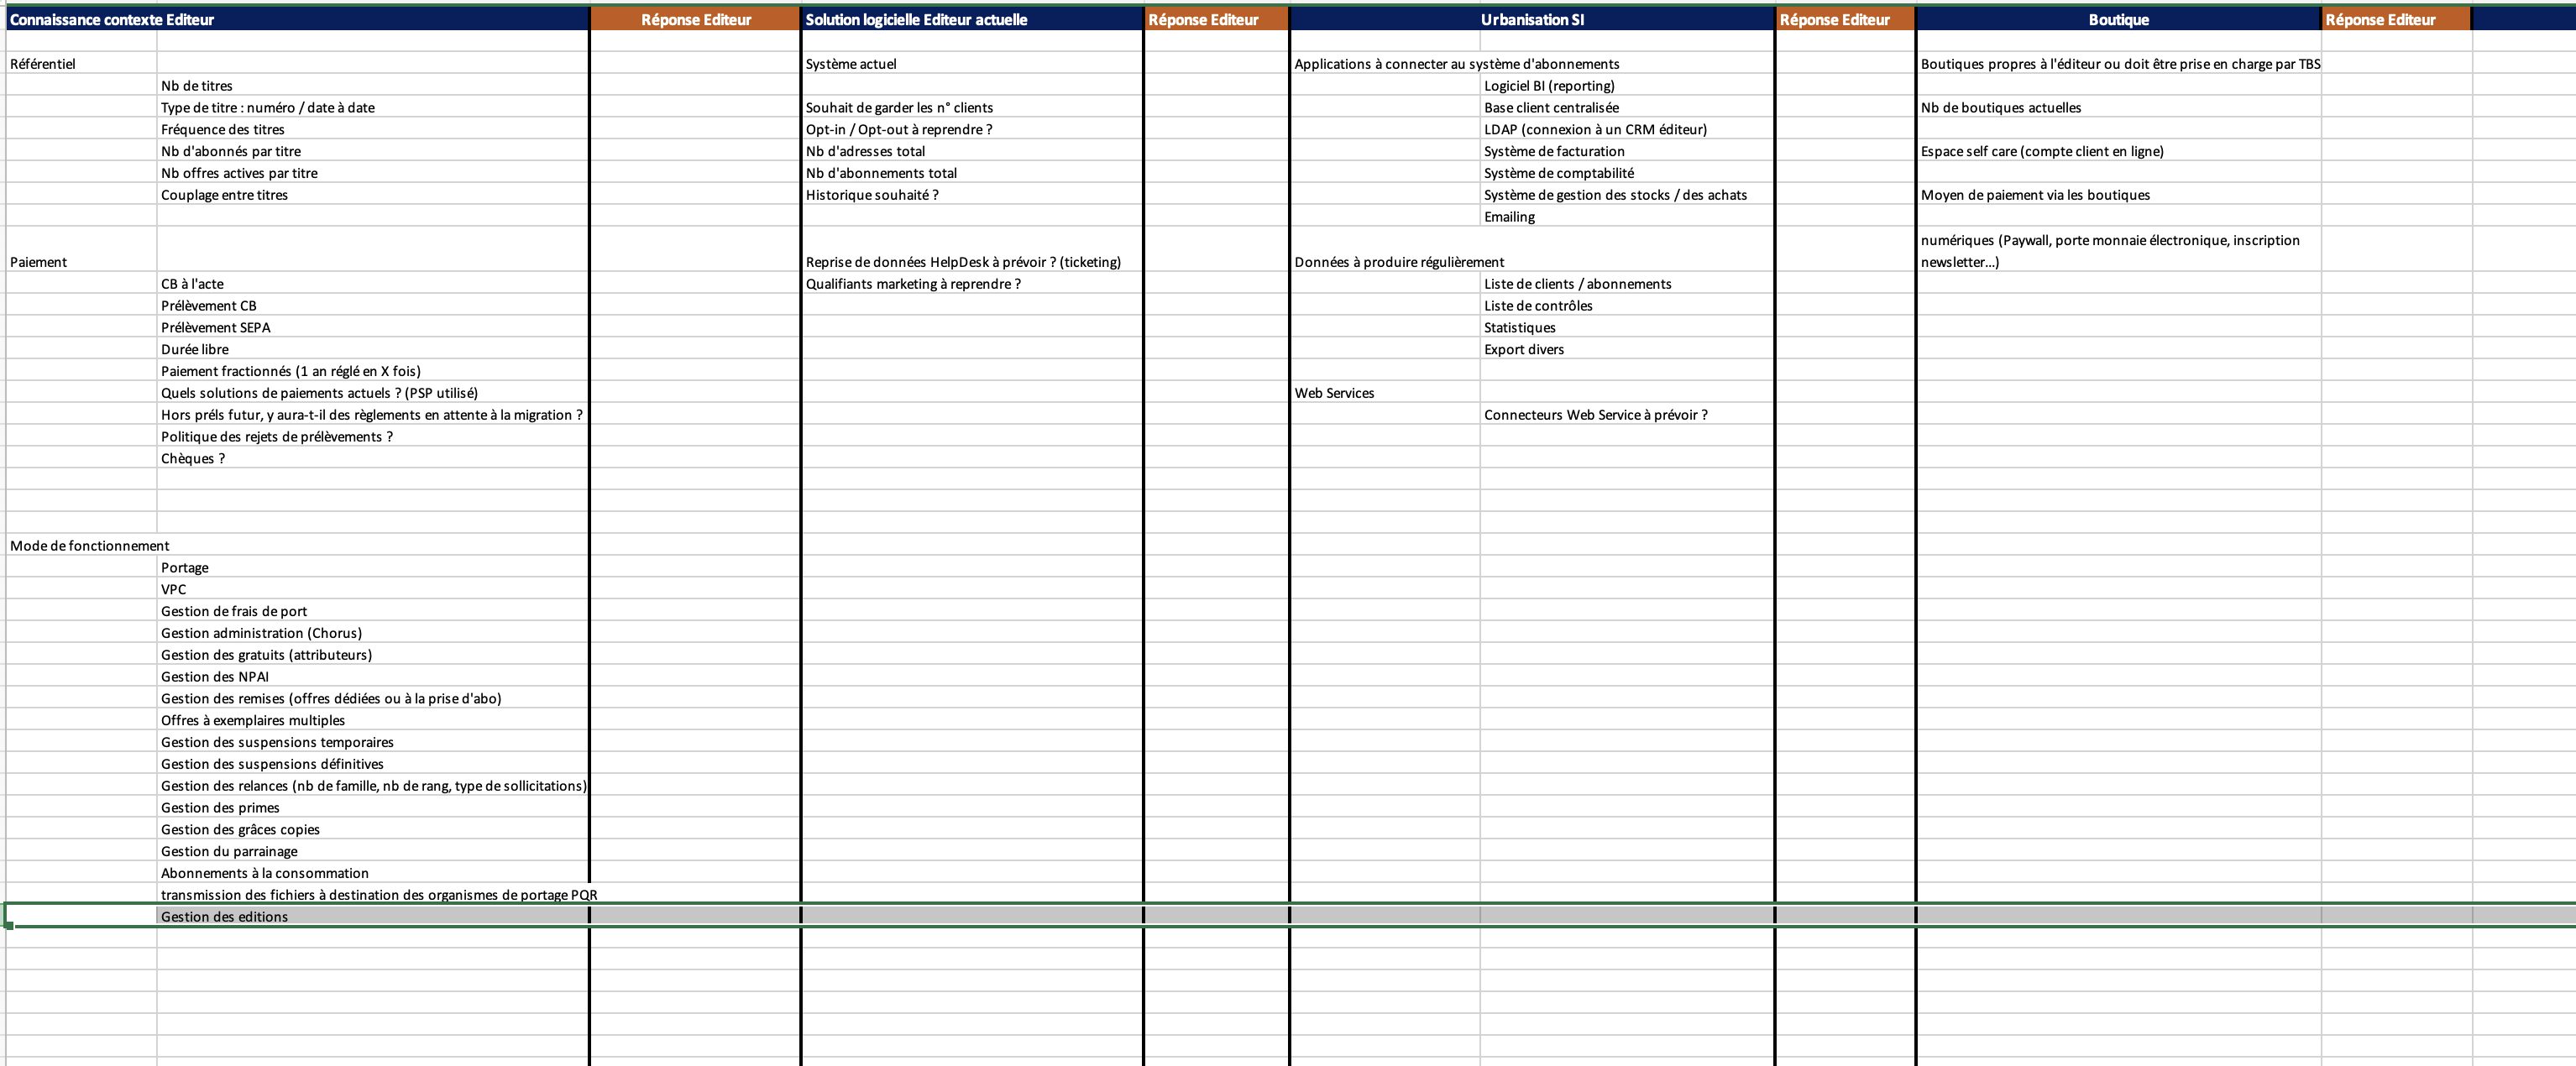 Connaissance contexte Editeur
Réponse Editeur
Solution logicielle Editeur actuelle
Réponse Editeur
Urbanisation SI
Réponse Editeur
Boutique
Réponse Editeur
Référentiel
Nb de titres
Type de titre : numéro / date à date
Fréquence des titres
Nb d'abonnés par titre
Nb offres actives par titre
Couplage entre titres
Paiement
CB à l'acte
Prélèvement CB
Prélèvement SEPA
Durée libre
Paiement fractionnés (1 an réglé en X fois)
Quels solutions de paiements actuels ? (PSP utilisé)
Hors préls futur, y aura-t-il des règlements en attente à la migration ?
Politique des rejets de prélèvements ?
Chèques ?
Mode de fonctionnement
Portage
VPC
Gestion de frais de port
Gestion administration (Chorus)
Gestion des gratuits (attributeurs)
Gestion des NPAI
Gestion des remises (offres dédiées ou à la prise d'abo)
Offres à exemplaires multiples
Gestion des suspensions temporaires
Gestion des suspensions définitives
Gestion des relances (nb de famille, nb de rang, type de sollicitations)
Gestion des primes
Gestion des grâces copies
Gestion du parrainage
Abonnements à la consommation
transmission des fichiers à destination des organismes de portage PQR
Gestion des editions
Système actuel
Souhait de garder les n° clients
Opt-in / Opt-out à reprendre ?
Nb d'adresses total
Nb d'abonnements total
Historique souhaité ?
Reprise de données HelpDesk à prévoir ? (ticketing)
Qualifiants marketing à reprendre ?
Applications à connecter au système d'abonnements
Logiciel BI (reporting)
Base client centralisée
LDAP (connexion à un CRM éditeur)
Système de facturation
Système de comptabilité
Système de gestion des stocks / des achats
Emailing
Données à produire régulièrement
Liste de clients / abonnements
Liste de contrôles
Statistiques
Export divers
Web Services
Connecteurs Web Service à prévoir ?
Boutiques propres à l'éditeur ou doit être prise en charge par TBS
Nb de boutiques actuelles
Espace self care (compte client en ligne)
Moyen de paiement via les boutiques
numériques (Paywall, porte monnaie électronique, inscription
newsletter…)